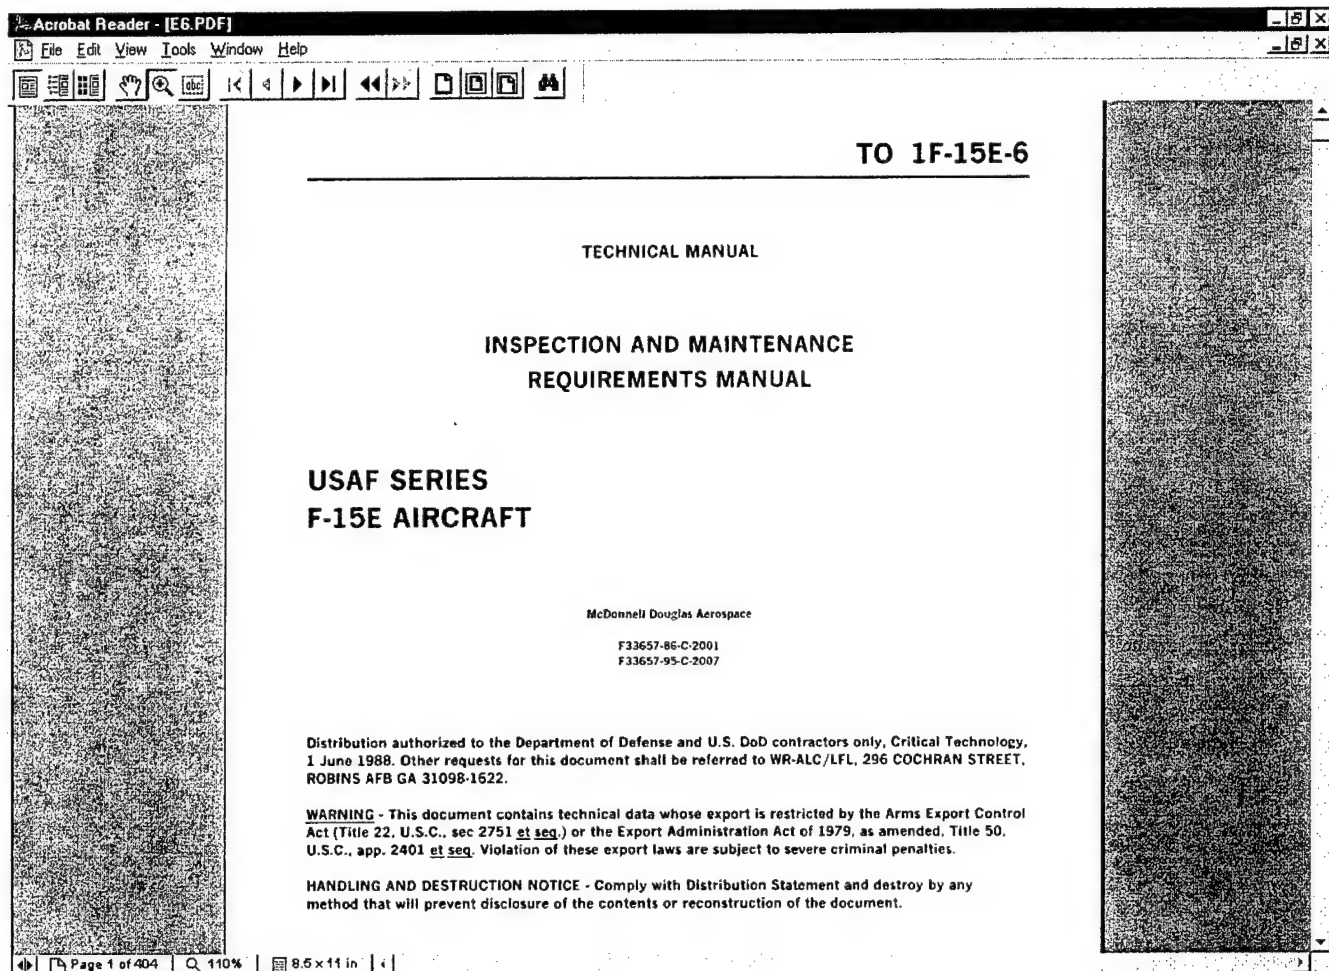 Acrobat Reader - [E6.PDF]
File Edit View Tools Window Help
abc
TO 1F-15E-6
TECHNICAL MANUAL
INSPECTION AND MAINTENANCE
REQUIREMENTS MANUAL
USAF SERIES
F-15E AIRCRAFT
McDonnell Douglas Aerospace
F33657-86-C-2001
F33657-95-C-2007
Distribution authorized to the Department of Defense and U.S. DoD contractors only, Critical Technology,
1 June 1988. Other requests for this document shall be referred to WR-ALC/LFL, 296 COCHRAN STREET,
ROBINS AFB GA 31098-1622.
WARNING - This document contains technical data whose export is restricted by the Arms Export Control
Act (Title 22, U.S.C., sec 2751 et seq.) or the Export Administration Act of 1979, as amended, Title 50,
U.S.C., app. 2401 et seq. Violation of these export laws are subject to severe criminal penalties.
HANDLING AND DESTRUCTION NOTICE - Comply with Distribution Statement and destroy by any
method that will prevent disclosure of the contents or reconstruction of the document.
Page 1 of 404 110% 8.5 x 11 in